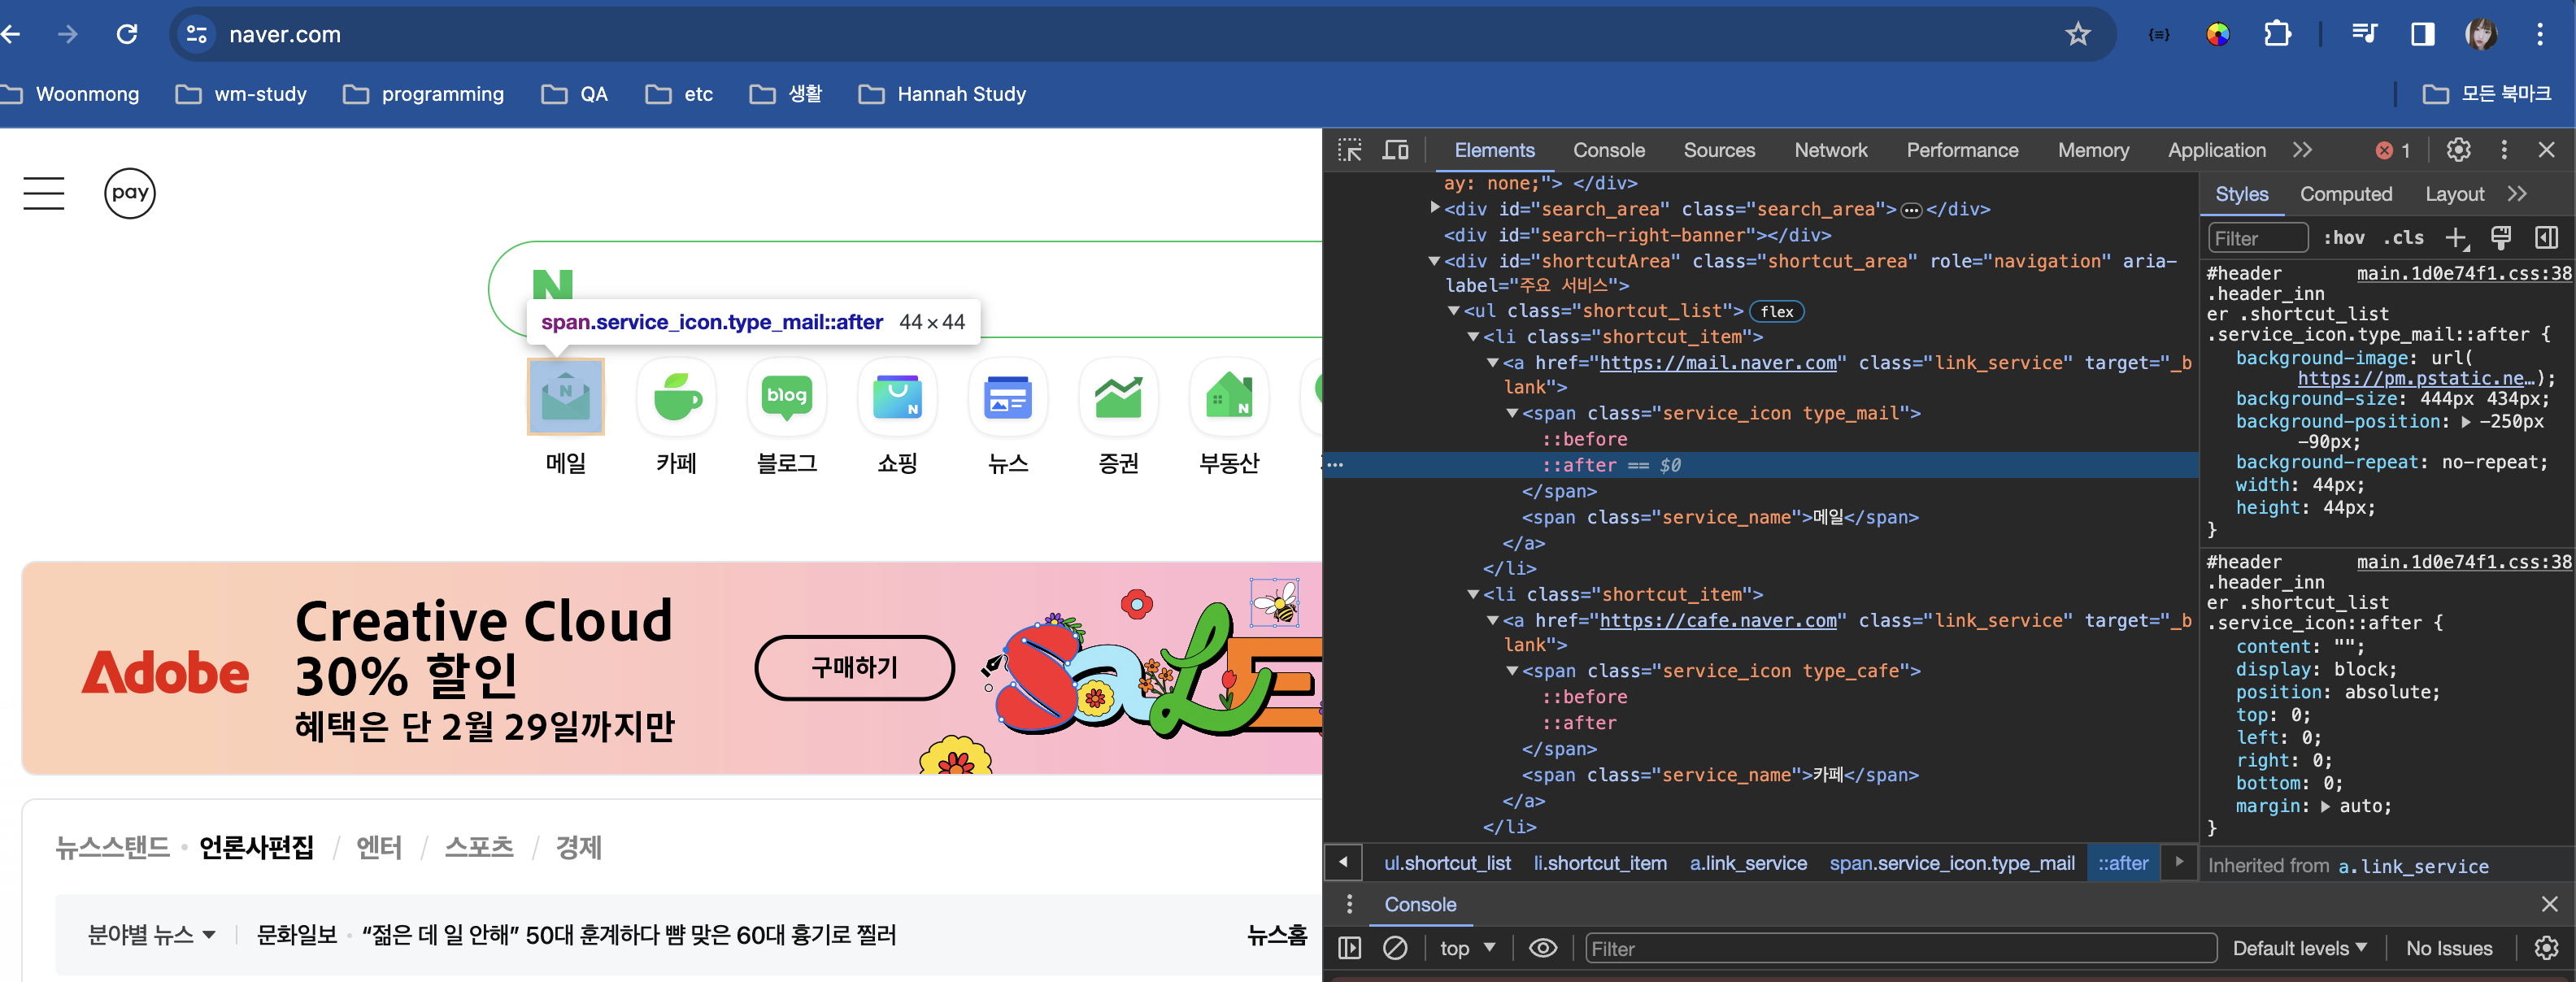 naver.com
Woonmong
wm-study
programming
QA
etc
생활
Hannah Study
모든 북마크
pay
N
span.service_icon.type_mail::after 44×44
N
blog
N
N
메일
카페
블로그
쇼핑
뉴스
증권
부동산
Adobe
Creative Cloud
30% 할인
혜택은 단 2월 29일까지만
구매하기
SaLE
뉴스스탠드 · 언론사편집 / 엔터 / 스포츠 / 경제
분야별 뉴스
문화일보 · “젊은 데 일 안해” 50대 훈계하다 뺨 맞은 60대 흉기로 찔러
뉴스홈
Elements Console Sources Network Performance Memory Application
1
ay: none;"> </div>
<div id="search_area" class="search_area">…</div>
<div id="search-right-banner"></div>
<div id="shortcutArea" class="shortcut_area" role="navigation" aria-
label="주요 서비스">
<ul class="shortcut_list"> flex
<li class="shortcut_item">
<a href="https://mail.naver.com" class="link_service" target="_b
lank">
<span class="service_icon type_mail">
::before
::after == $0
</span>
<span class="service_name">메일</span>
</a>
</li>
<li class="shortcut_item">
<a href="https://cafe.naver.com" class="link_service" target="_b
lank">
<span class="service_icon type_cafe">
::before
::after
</span>
<span class="service_name">카페</span>
</a>
</li>
ul.shortcut_list li.shortcut_item a.link_service span.service_icon.type_mail ::after
Styles Computed Layout
Filter :hov .cls
#header main.1d0e74f1.css:38
.header_inn
er .shortcut_list
.service_icon.type_mail::after {
background-image: url(
https://pm.pstatic.ne…);
background-size: 444px 434px;
background-position: -250px
-90px;
background-repeat: no-repeat;
width: 44px;
height: 44px;
}
#header main.1d0e74f1.css:38
.header_inn
er .shortcut_list
.service_icon::after {
content: "";
display: block;
position: absolute;
top: 0;
left: 0;
right: 0;
bottom: 0;
margin: auto;
}
Inherited from a.link_service
Console
top
Filter
Default levels
No Issues